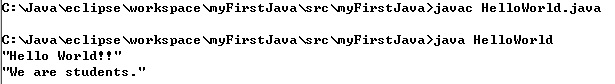 C:\Java\eclipse\workspace\myFirstJava\src\myFirstJava>javac HelloWorld.java
C:\Java\eclipse\workspace\myFirstJava\src\myFirstJava>java HelloWorld
"Hello World!!"
"We are students."